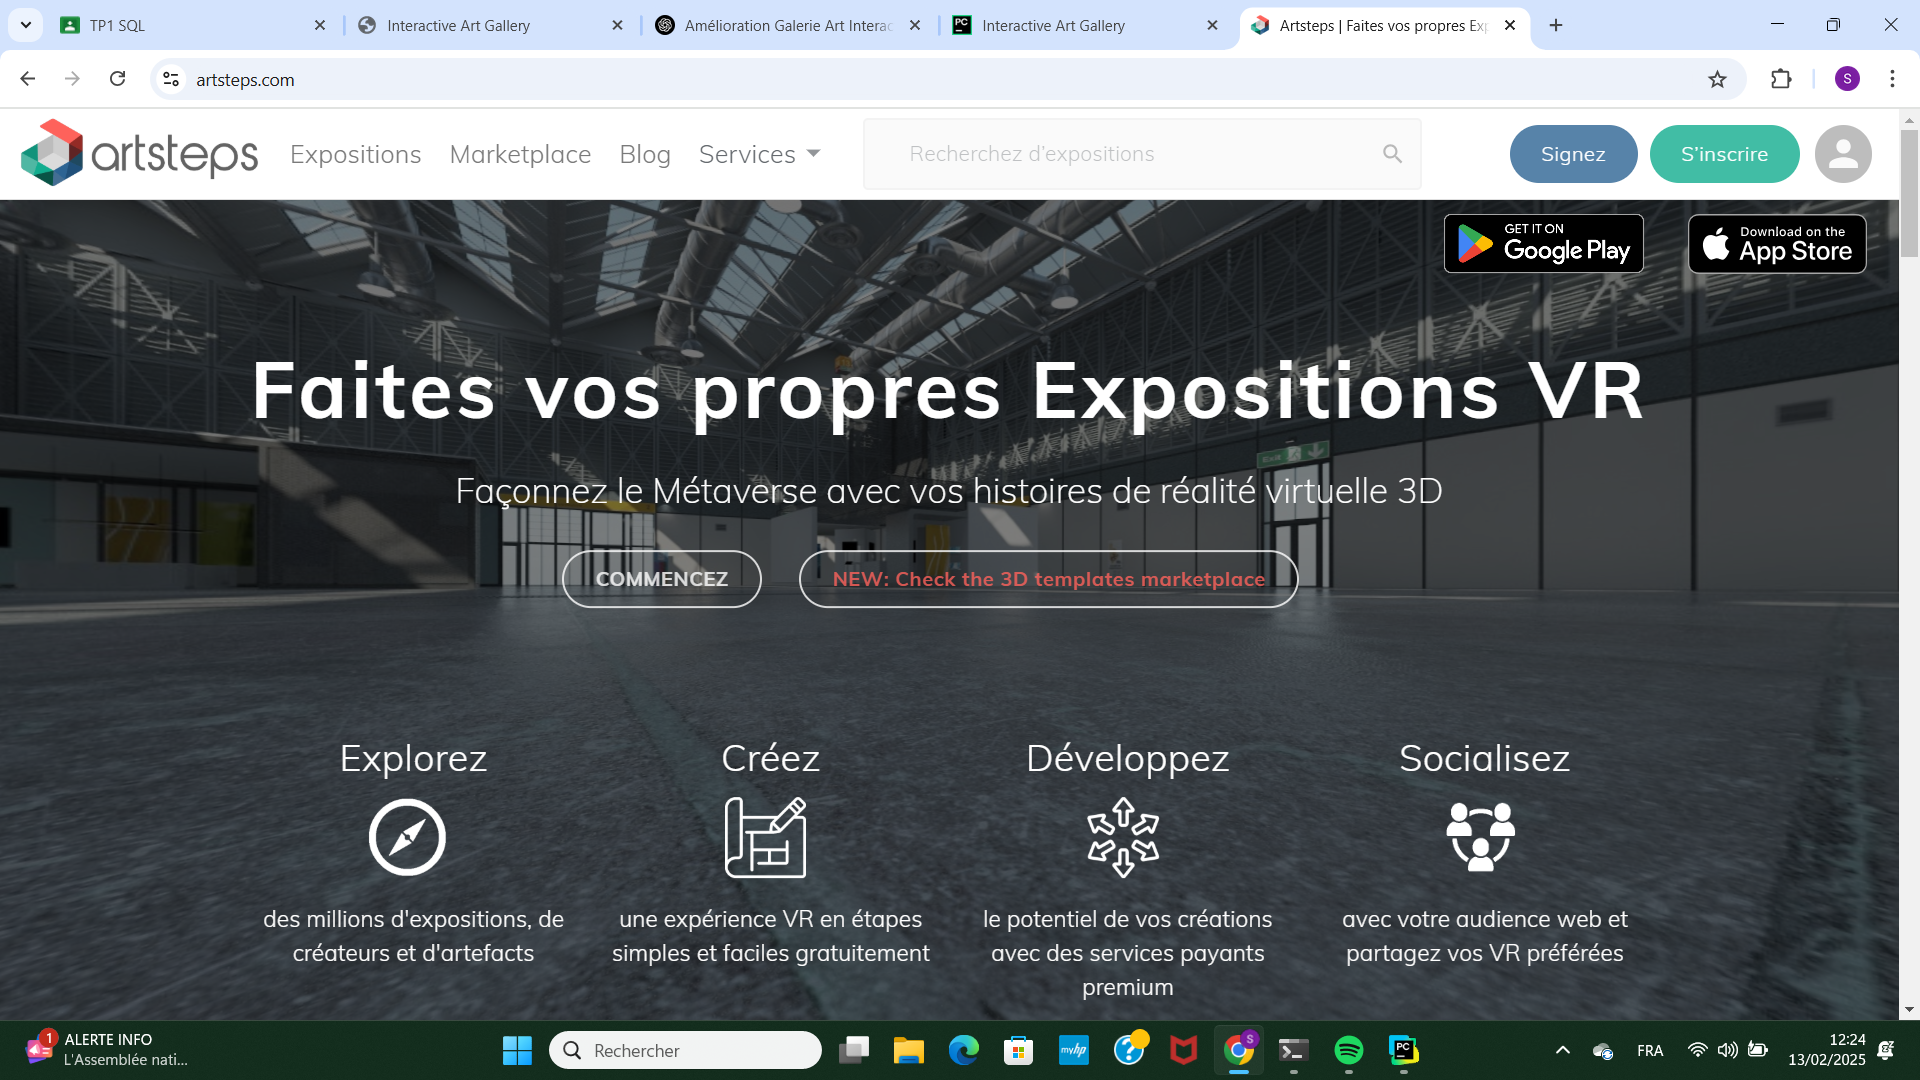 TP1 SQL
Interactive Art Gallery
Amélioration Galerie Art Interac
Interactive Art Gallery
Artsteps | Faites vos propres Exp
artsteps.com
S
artsteps
Expositions
Marketplace
Blog
Services
Recherchez d'expositions
Signez
S'inscrire
GET IT ON
Google Play
Download on the
App Store
Faites vos propres Expositions VR
Façonnez le Métaverse avec vos histoires de réalité virtuelle 3D
COMMENCEZ
NEW: Check the 3D templates marketplace
Exit
Explorez
des millions d'expositions, de
créateurs et d'artefacts
Créez
une expérience VR en étapes
simples et faciles gratuitement
Développez
le potentiel de vos créations
avec des services payants
premium
Socialisez
avec votre audience web et
partagez vos VR préférées
1
ALERTE INFO
L'Assemblée nati...
Rechercher
myhp
S
PC
FRA
12:24
13/02/2025